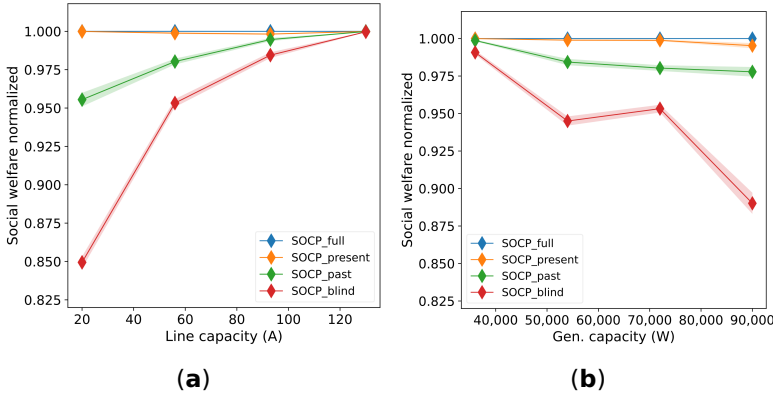 Social welfare normalized
1.000
0.975
0.950
0.925
0.900
0.875
0.850
0.825
SOCP_full
SOCP_present
SOCP_past
SOCP_blind
20 40 60 80 100 120
Line capacity (A)
(a)
Social welfare normalized
1.000
0.975
0.950
0.925
0.900
0.875
0.850
0.825
SOCP_full
SOCP_present
SOCP_past
SOCP_blind
40,000 50,000 60,000 70,000 80,000 90,000
Gen. capacity (W)
(b)